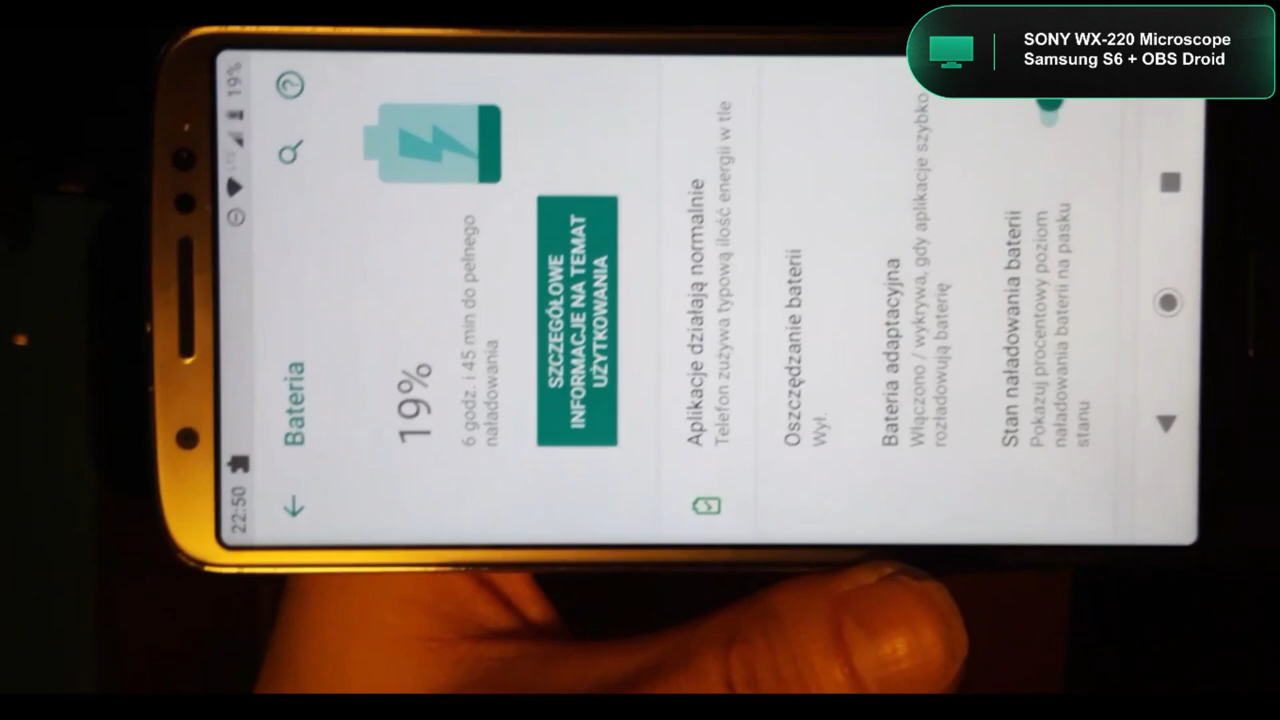 SONY WX-220 Microscope
Samsung S6 + OBS Droid
22:50
LTE
19%
Bateria
19%
6 godz. i 45 min do pełnego
naładowania
SZCZEGÓŁOWE
INFORMACJE NA TEMAT
UŻYTKOWANIA
Aplikacje działają normalnie
Telefon zużywa typową ilość energii w tle
Oszczędzanie baterii
Wył.
Bateria adaptacyjna
Włączono / wykrywa, gdy aplikacje szybko
rozładowują baterię
Stan naładowania baterii
Pokazuj procentowy poziom
naładowania baterii na pasku
stanu